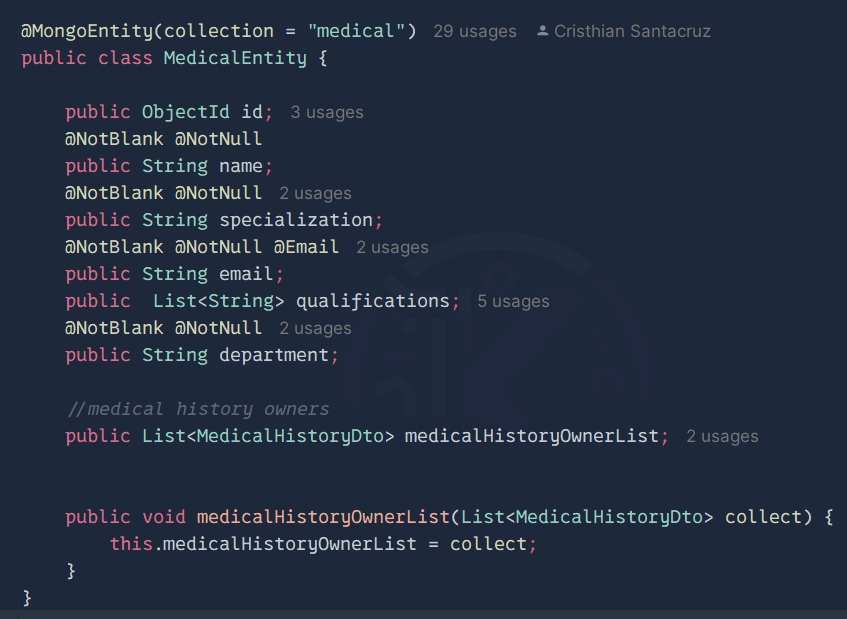 @MongoEntity(collection = "medical") 29 usages Cristhian Santacruz
public class MedicalEntity {
public ObjectId id; 3 usages
@NotBlank @NotNull
public String name;
@NotBlank @NotNull 2 usages
public String specialization;
@NotBlank @NotNull @Email 2 usages
public String email;
public  List<String> qualifications; 5 usages
@NotBlank @NotNull 2 usages
public String department;
//medical history owners
public List<MedicalHistoryDto> medicalHistoryOwnerList; 2 usages
public void medicalHistoryOwnerList(List<MedicalHistoryDto> collect) {
this.medicalHistoryOwnerList = collect;
}
}